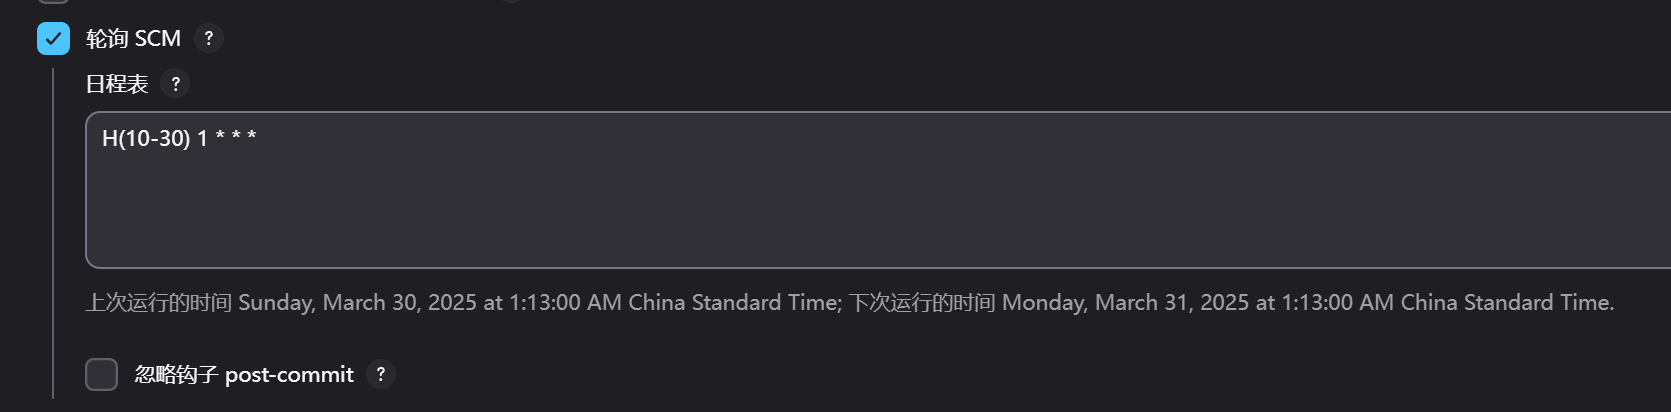 轮询 SCM ?
日程表 ?
H(10-30) 1 * * *
上次运行的时间 Sunday, March 30, 2025 at 1:13:00 AM China Standard Time; 下次运行的时间 Monday, March 31, 2025 at 1:13:00 AM China Standard Time.
忽略钩子 post-commit ?